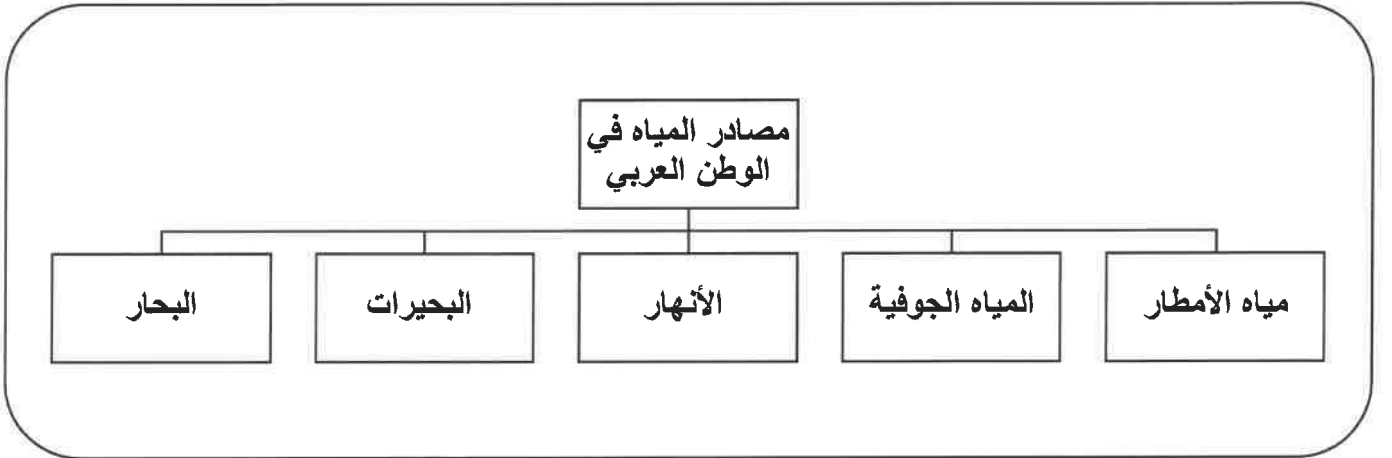 مصادر المياه في
الوطن العربي
مياه الأمطار
المياه الجوفية
الأنهار
البحيرات
البحار